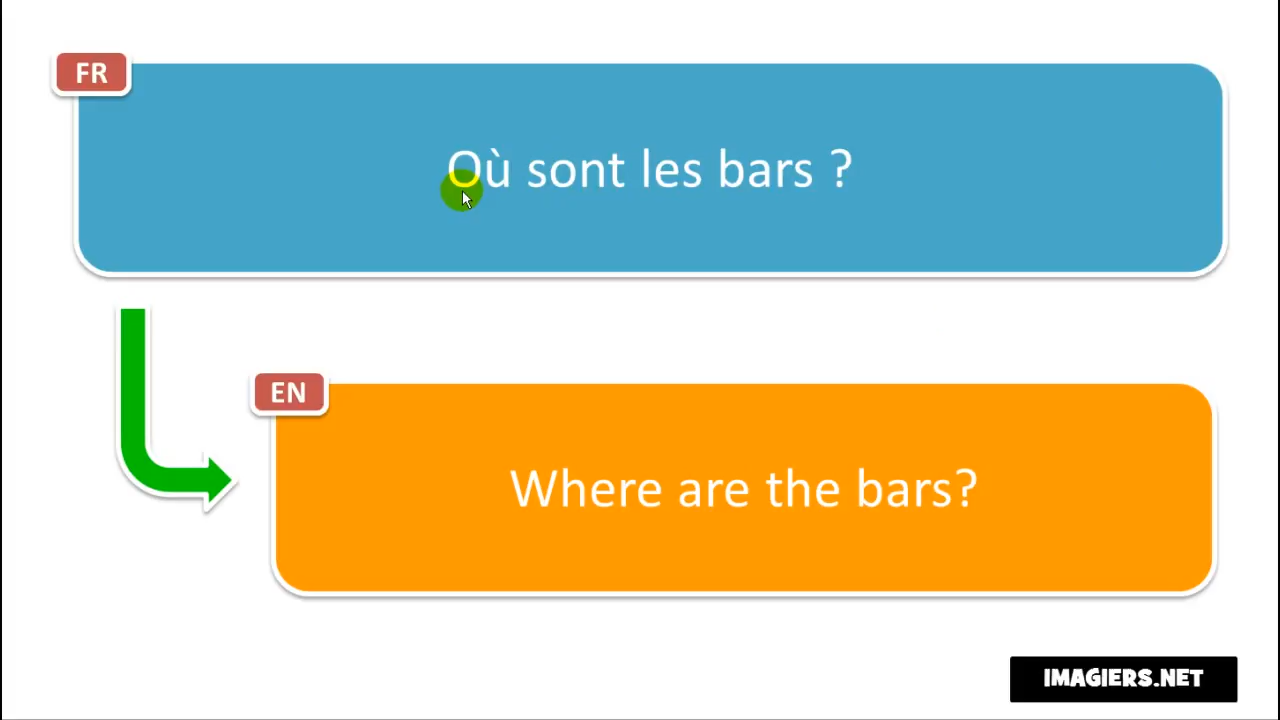 FR
Où sont les bars ?
EN
Where are the bars?
IMAGIERS.NET